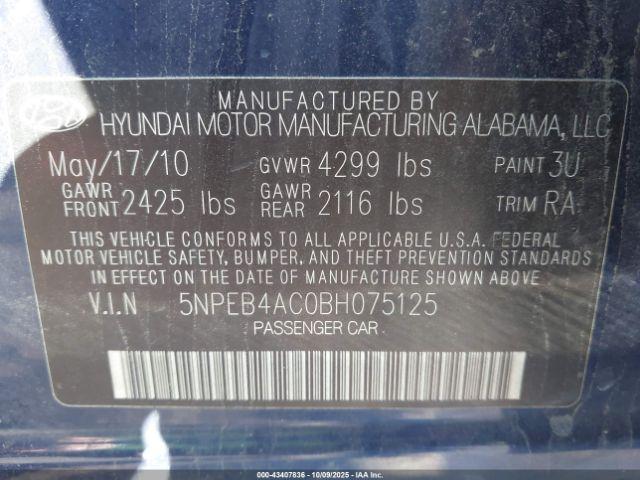 MANUFACTURED BY
HYUNDAI MOTOR MANUFACTURING ALABAMA, LLC
May/17/10 GVWR 4299 lbs PAINT 3U
GAWR FRONT 2425 lbs GAWR REAR 2116 lbs TRIM RA
THIS VEHICLE CONFORMS TO ALL APPLICABLE U.S.A. FEDERAL
MOTOR VEHICLE SAFETY, BUMPER, AND THEFT PREVENTION STANDARDS
IN EFFECT ON THE DATE OF MANUFACTURE SHOWN ABOVE.
V.I.N 5NPEB4AC0BH075125
PASSENGER CAR
000-43407836 - 10/09/2025 - IAA Inc.